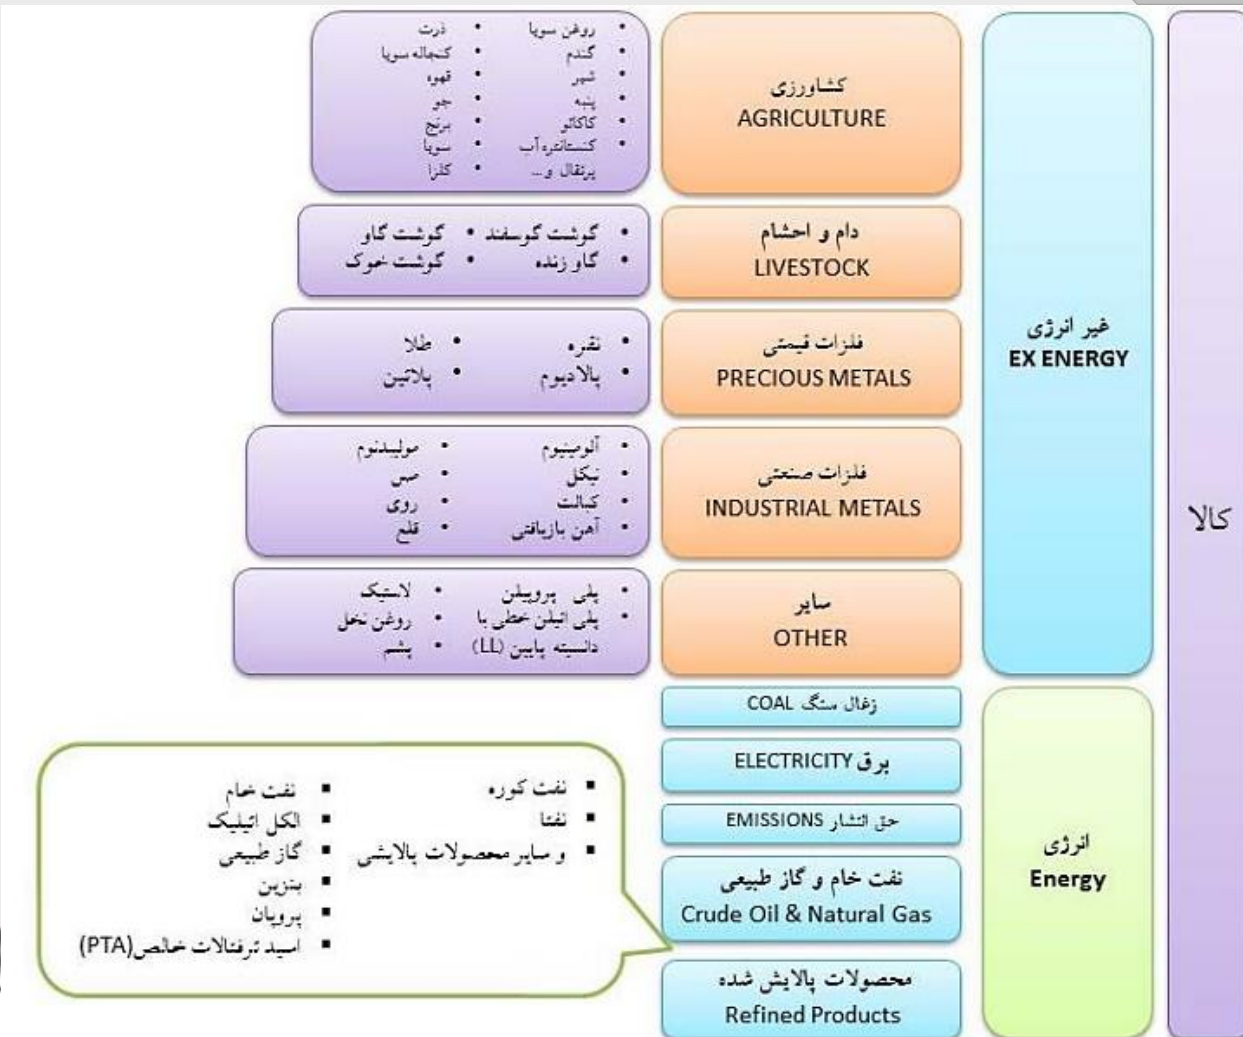 کالا
غیر انرژی
EX ENERGY
کشاورزی
AGRICULTURE
• روغن سویا
• گندم
• شیر
• پنبه
• کاکائو
• کنستانتره آب
پرتقال و...
• ذرت
• کنجاله سویا
• قهوه
• جو
• برنج
• سویا
• کلزا
دام و احشام
LIVESTOCK
• گوشت گوسفند
• گاو زنده
• گوشت گاو
• گوشت خوک
فلزات قیمتی
PRECIOUS METALS
• نقره
• پالادیوم
• طلا
• پلاتین
فلزات صنعتی
INDUSTRIAL METALS
• آلومینیوم
• نیکل
• کبالت
• آهن بازیافتی
• مولیبدنوم
• مس
• روی
• قلع
سایر
OTHER
• پلی پروپیلن
• پلی اتیلن خطی با
دانسیته پایین (LL)
• لاستیک
• روغن نخل
• پشم
انرژی
Energy
زغال سنگ COAL
برق ELECTRICITY
حق انتشار EMISSIONS
نفت خام و گاز طبیعی
Crude Oil & Natural Gas
محصولات پالایش شده
Refined Products
▪ نفت کوره
▪ نفتا
▪ و سایر محصولات پالایشی
▪ نفت خام
▪ الکل اتیلیک
▪ گاز طبیعی
▪ بنزین
▪ پروپان
▪ اسید ترفتالات خالص(PTA)